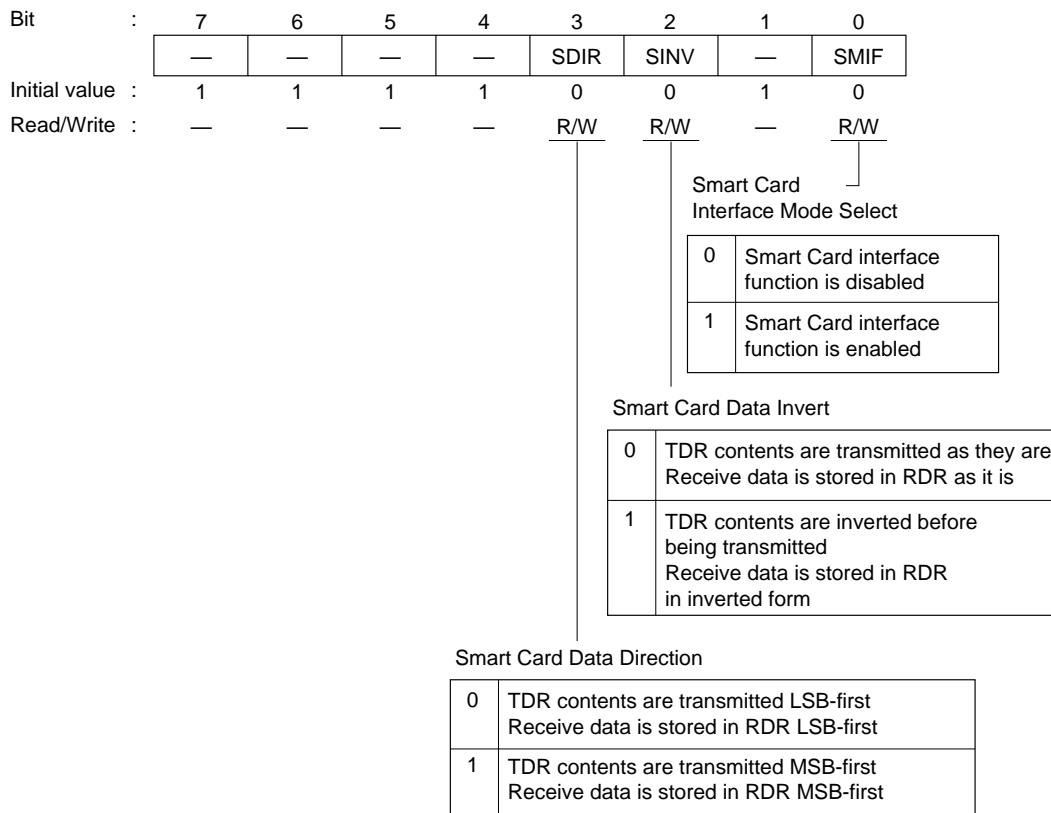 Bit : 7 6 5 4 3 2 1 0
— — — — SDIR SINV — SMIF
Initial value : 1 1 1 1 0 0 1 0
Read/Write : — — — — R/W R/W — R/W
Smart Card
Interface Mode Select
0 Smart Card interface
function is disabled
1 Smart Card interface
function is enabled
Smart Card Data Invert
0 TDR contents are transmitted as they are
Receive data is stored in RDR as it is
1 TDR contents are inverted before
being transmitted
Receive data is stored in RDR
in inverted form
Smart Card Data Direction
0 TDR contents are transmitted LSB-first
Receive data is stored in RDR LSB-first
1 TDR contents are transmitted MSB-first
Receive data is stored in RDR MSB-first